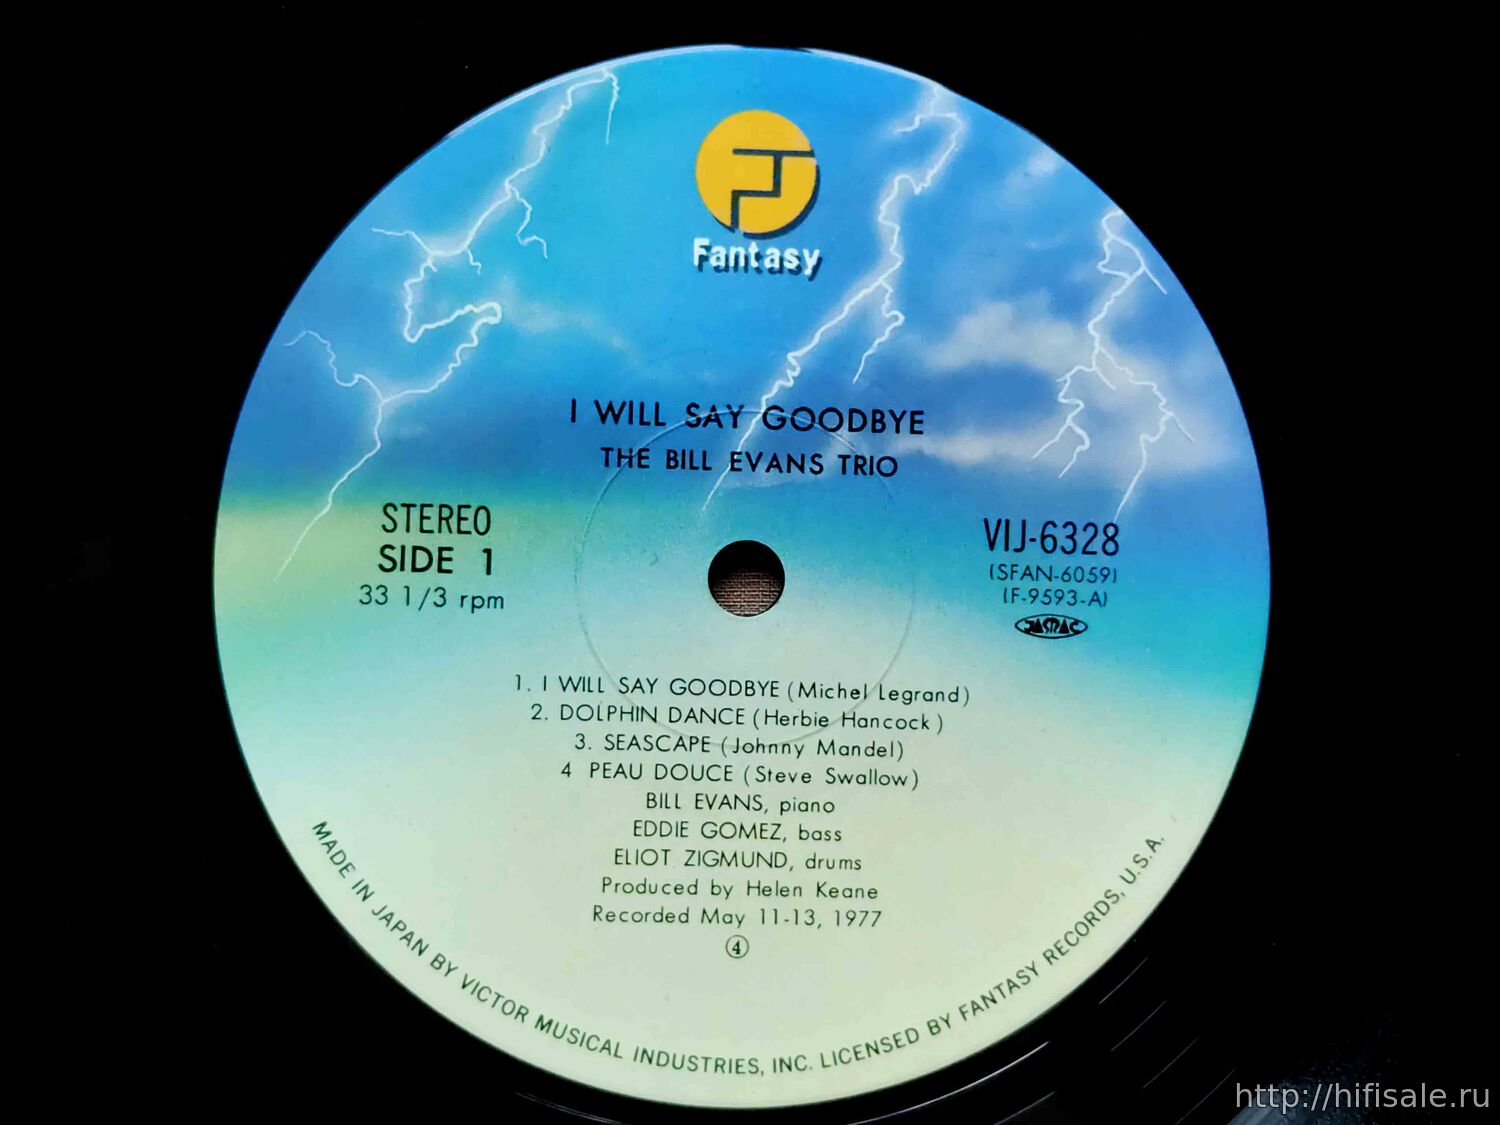 Fantasy
I WILL SAY GOODBYE
THE BILL EVANS TRIO
STEREO
SIDE 1
33 1/3 rpm
VIJ-6328
(SFAN-6059)
(F-9593-A)
JASRAC
1. I WILL SAY GOODBYE (Michel Legrand)
2. DOLPHIN DANCE (Herbie Hancock)
3. SEASCAPE (Johnny Mandel)
4 PEAU DOUCE (Steve Swallow)
BILL EVANS, piano
EDDIE GOMEZ, bass
ELIOT ZIGMUND, drums
Produced by Helen Keane
Recorded May 11-13, 1977
④
MADE IN JAPAN BY VICTOR MUSICAL INDUSTRIES, INC. LICENSED BY FANTASY RECORDS, U.S.A.
http://hifisale.ru